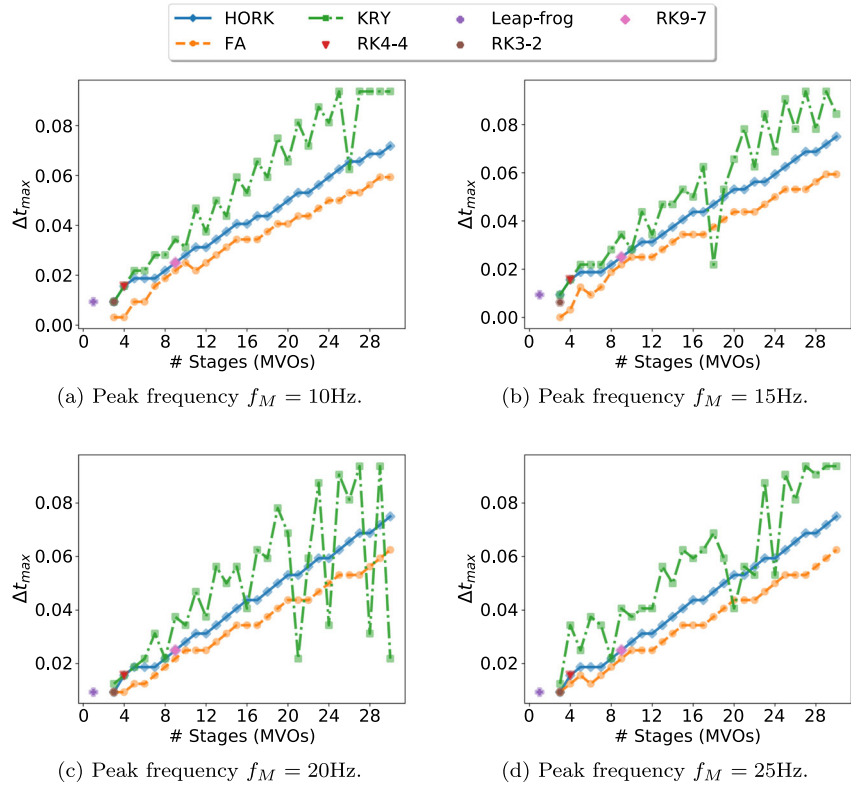 HORK KRY Leap-frog RK9-7
FA RK4-4 RK3-2
Δt_max
0.08
0.06
0.04
0.02
0.00
0 4 8 12 16 20 24 28
# Stages (MVOs)
(a) Peak frequency f_M = 10Hz.
Δt_max
0.08
0.06
0.04
0.02
0.00
0 4 8 12 16 20 24 28
# Stages (MVOs)
(b) Peak frequency f_M = 15Hz.
Δt_max
0.08
0.06
0.04
0.02
0 4 8 12 16 20 24 28
# Stages (MVOs)
(c) Peak frequency f_M = 20Hz.
Δt_max
0.08
0.06
0.04
0.02
0 4 8 12 16 20 24 28
# Stages (MVOs)
(d) Peak frequency f_M = 25Hz.